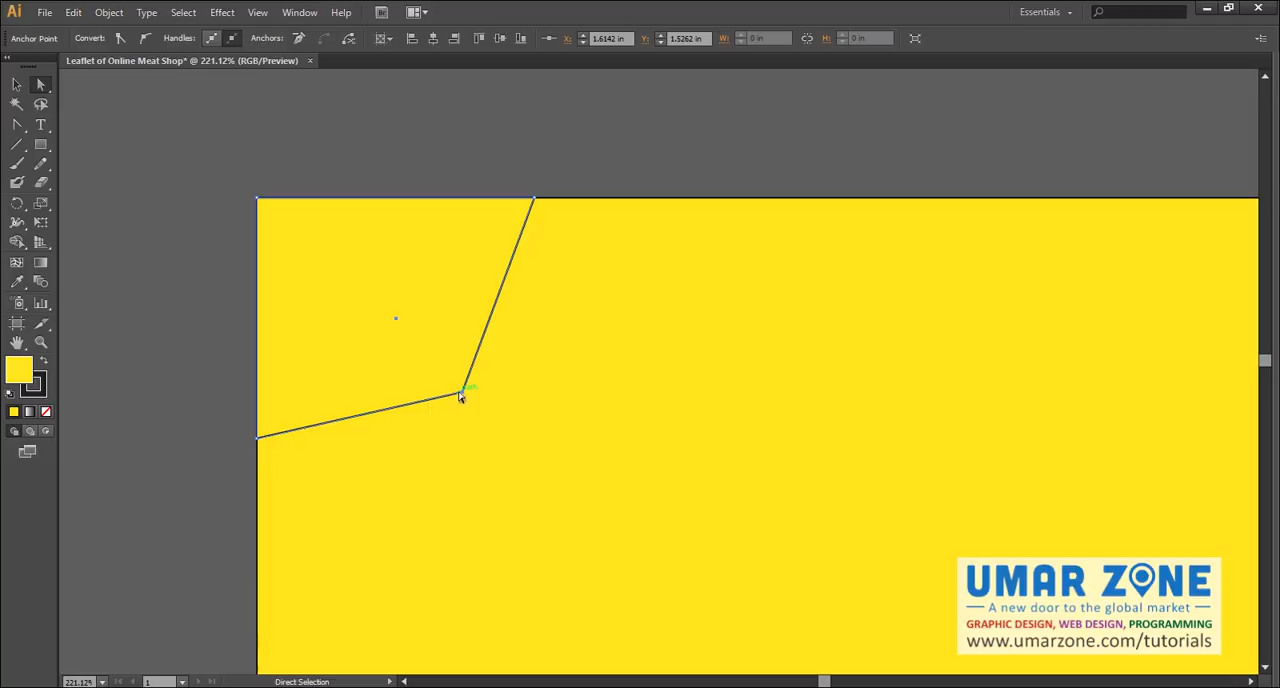 Ai File Edit Object Type Select Effect View Window Help Br Essentials
Anchor Point Convert: Handles: Anchors: X: 1.6142 in Y: 1.5262 in W: 0 in H: 0 in
Leaflet of Online Meat Shop* @ 221.12% (RGB/Preview) ×
UMAR ZONE
A new door to the global market
GRAPHIC DESIGN, WEB DESIGN, PROGRAMMING
www.umarzone.com/tutorials
221.12% 1 Direct Selection